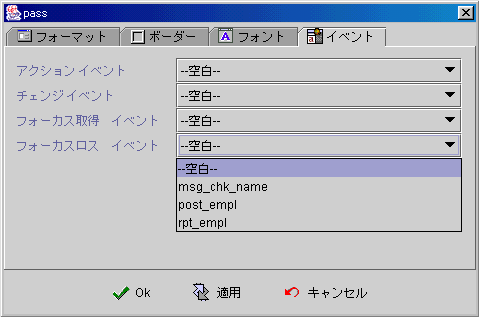 pass
フォーマット ボーダー フォント イベント
アクション イベント --空白--
チェンジイベント --空白--
フォーカス取得 イベント --空白--
フォーカスロス イベント --空白--
--空白--
msg_chk_name
post_empl
rpt_empl
Ok 適用 キャンセル